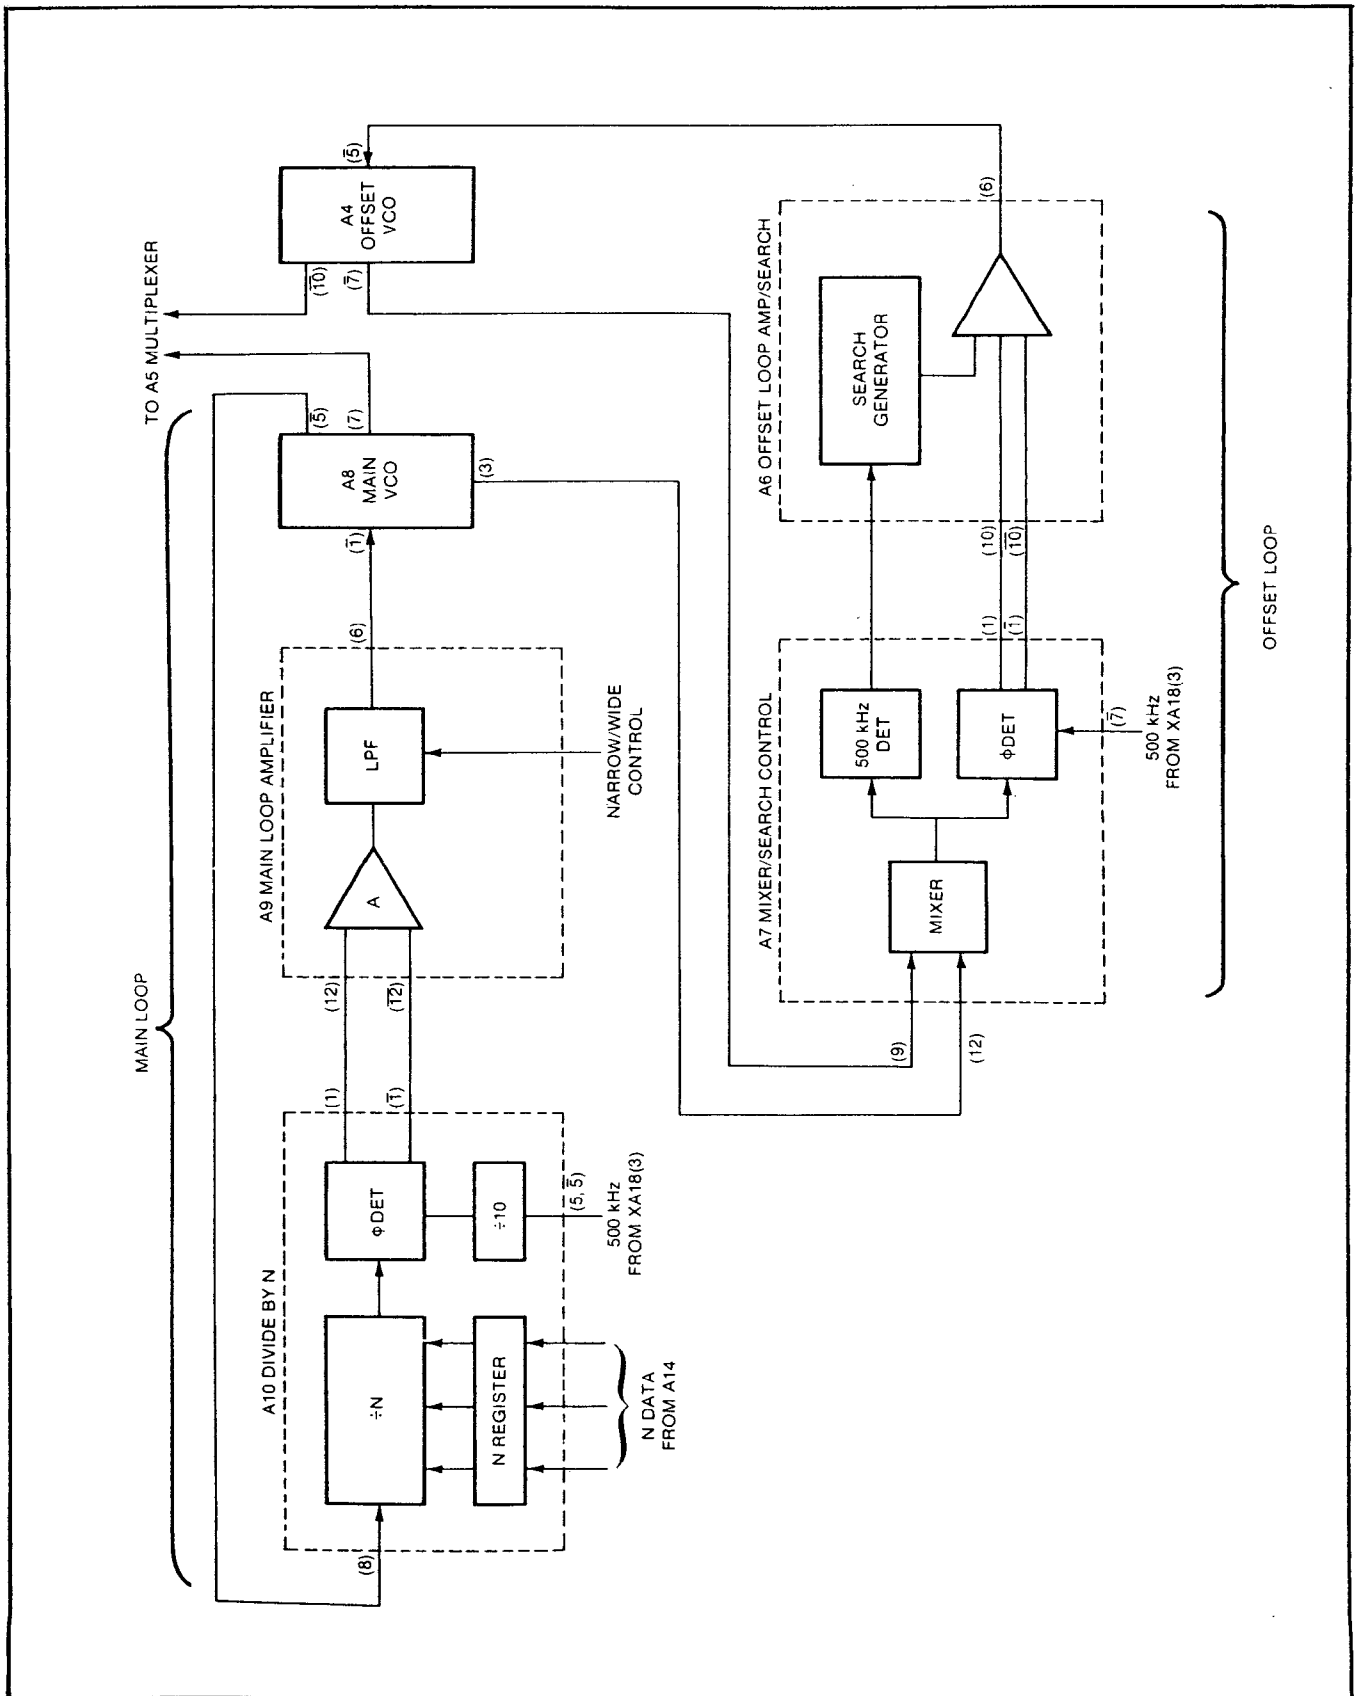 MAIN LOOP
TO A5 MULTIPLEXER
A10 DIVIDE BY N
(8)
÷N
N REGISTER
N DATA
FROM A14
ΦDET
÷10
(5, 5̅)
500 kHz
FROM XA18(3)
(1)
(1̅)
(12)
(1̅2̅)
A9 MAIN LOOP AMPLIFIER
A
LPF
NARROW/WIDE
CONTROL
(6)
(1̅)
A8
MAIN
VCO
(5̅)
(7̅)
(3)
(1̅0̅)
(7̅)
A4
OFFSET
VCO
(5̅)
(9)
(12)
A7 MIXER/SEARCH CONTROL
MIXER
500 kHz
DET
ΦDET
(7̅)
500 kHz
FROM XA18(3)
(1)
(1̅)
(10)
(1̅0̅)
A6 OFFSET LOOP AMP/SEARCH
SEARCH
GENERATOR
(6)
OFFSET LOOP